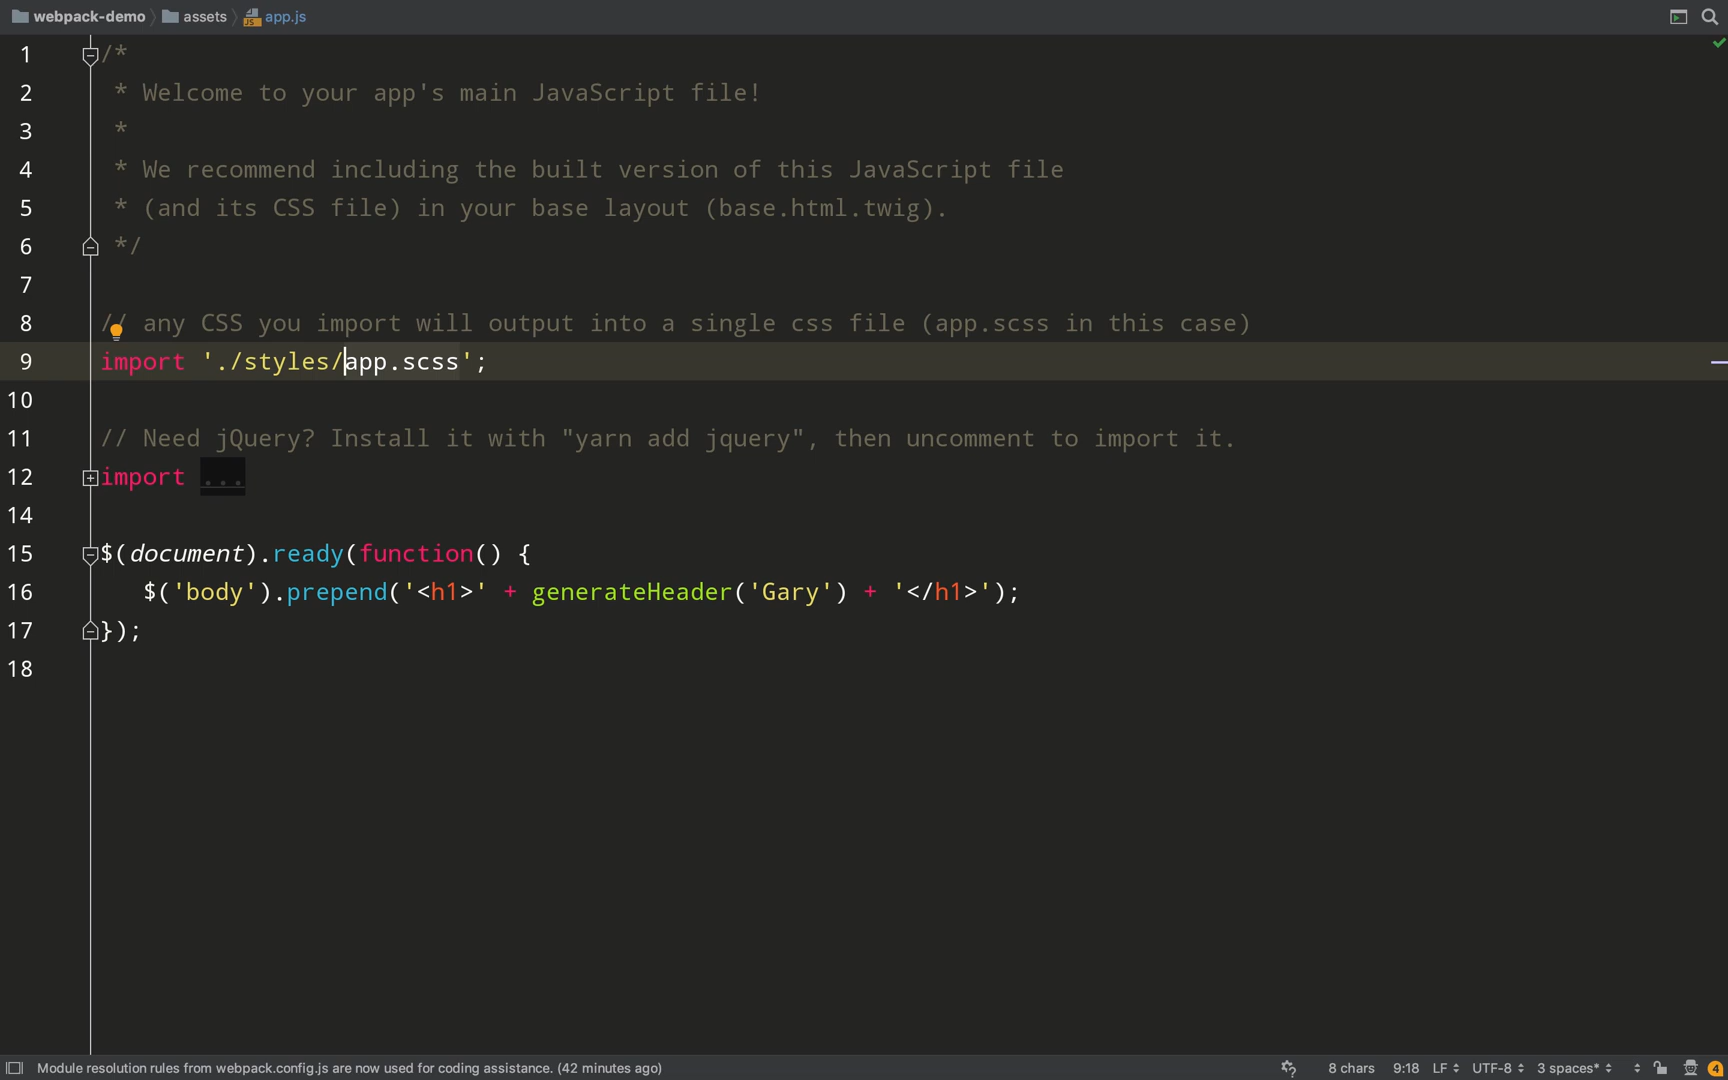 webpack-demo assets app.js
1 /*
2 * Welcome to your app's main JavaScript file!
3 *
4 * We recommend including the built version of this JavaScript file
5 * (and its CSS file) in your base layout (base.html.twig).
6 */
7
8 // any CSS you import will output into a single css file (app.scss in this case)
9 import './styles/app.scss';
10
11 // Need jQuery? Install it with "yarn add jquery", then uncomment to import it.
12 import ...
14
15 $(document).ready(function() {
16 $('body').prepend('<h1>' + generateHeader('Gary') + '</h1>');
17 });
18
Module resolution rules from webpack.config.js are now used for coding assistance. (42 minutes ago) 8 chars 9:18 LF UTF-8 3 spaces* 4